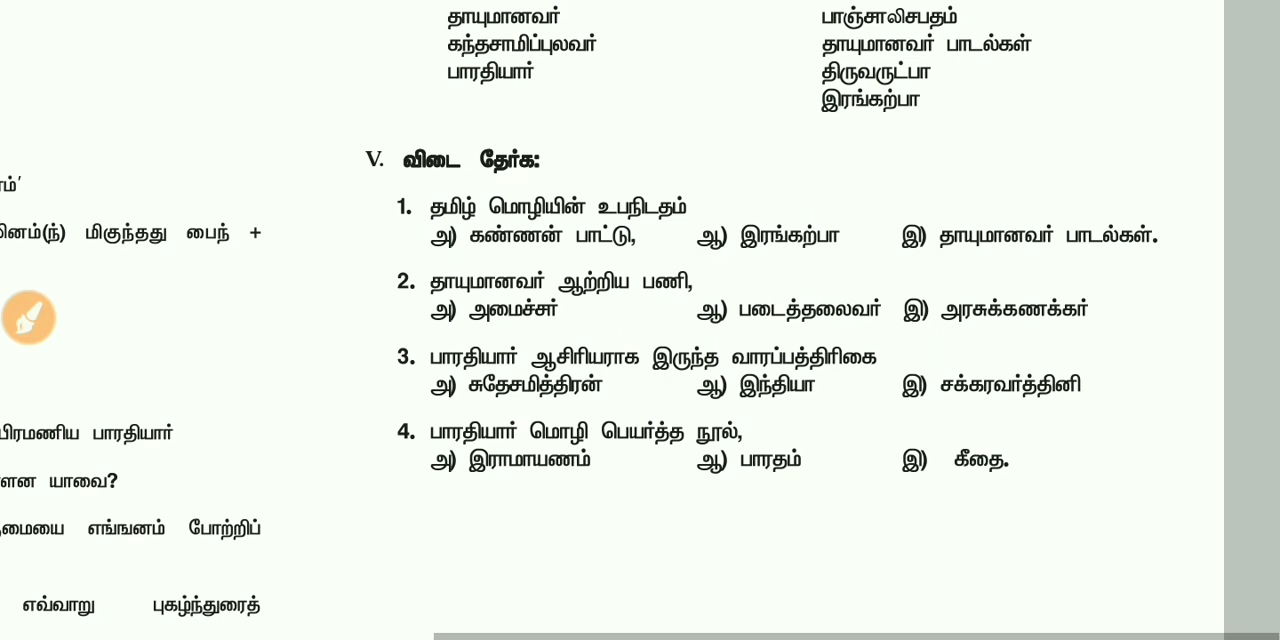 தாயுமானவர் பாஞ்சாலிசபதம்
கந்தசாமிப்புலவர் தாயுமானவர் பாடல்கள்
பாரதியார் திருவருட்பா
இரங்கற்பா
V. விடை தேர்க:
1. தமிழ் மொழியின் உபநிடதம்
அ) கண்ணன் பாட்டு, ஆ) இரங்கற்பா இ) தாயுமானவர் பாடல்கள்.
2. தாயுமானவர் ஆற்றிய பணி,
அ) அமைச்சர் ஆ) படைத்தலைவர் இ) அரசுக்கணக்கர்
3. பாரதியார் ஆசிரியராக இருந்த வாரப்பத்திரிகை
அ) சுதேசமித்திரன் ஆ) இந்தியா இ) சக்கரவர்த்தினி
4. பாரதியார் மொழி பெயர்த்த நூல்,
அ) இராமாயணம் ஆ) பாரதம் இ) கீதை.
மிகுந்தது பைந் +
பாரதியார்
யாவை?
எங்ஙனம் போற்றிப்
எவ்வாறு புகழ்ந்துரைத்